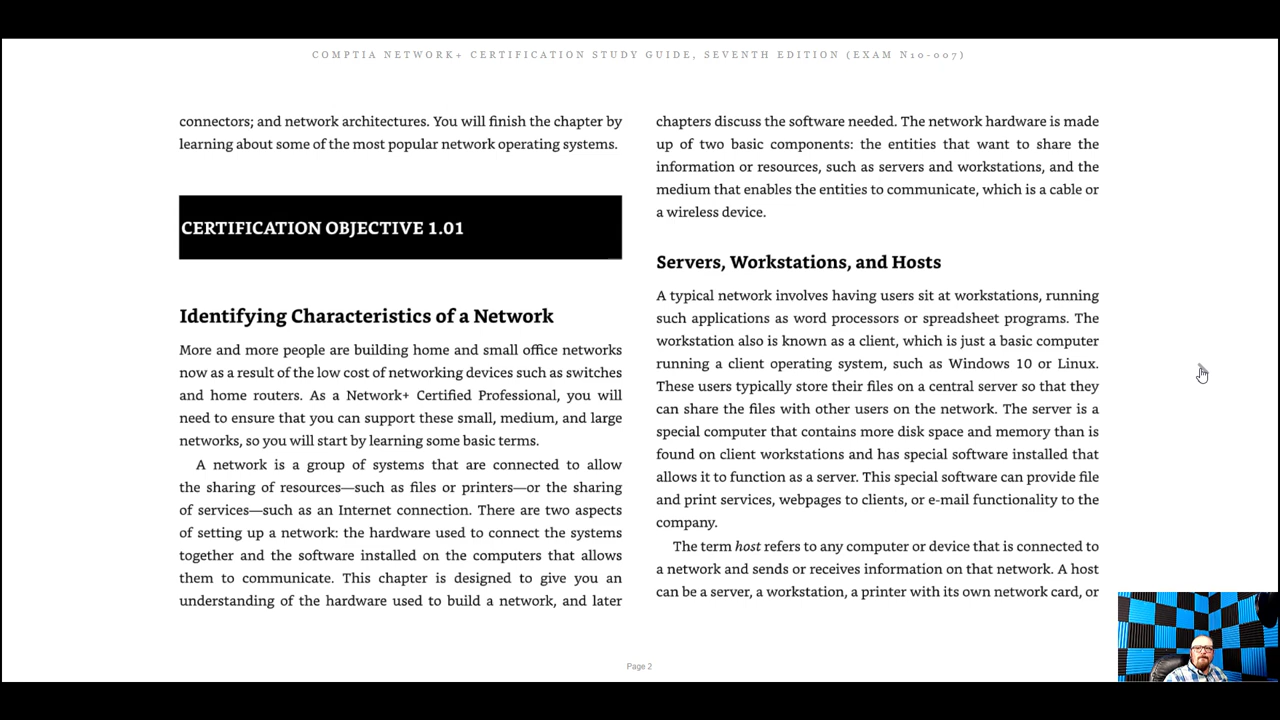 COMPTIA NETWORK+ CERTIFICATION STUDY GUIDE, SEVENTH EDITION (EXAM N10-007)
connectors; and network architectures. You will finish the chapter by
learning about some of the most popular network operating systems.
CERTIFICATION OBJECTIVE 1.01
Identifying Characteristics of a Network
More and more people are building home and small office networks
now as a result of the low cost of networking devices such as switches
and home routers. As a Network+ Certified Professional, you will
need to ensure that you can support these small, medium, and large
networks, so you will start by learning some basic terms.
A network is a group of systems that are connected to allow
the sharing of resources—such as files or printers—or the sharing
of services—such as an Internet connection. There are two aspects
of setting up a network: the hardware used to connect the systems
together and the software installed on the computers that allows
them to communicate. This chapter is designed to give you an
understanding of the hardware used to build a network, and later
chapters discuss the software needed. The network hardware is made
up of two basic components: the entities that want to share the
information or resources, such as servers and workstations, and the
medium that enables the entities to communicate, which is a cable or
a wireless device.
Servers, Workstations, and Hosts
A typical network involves having users sit at workstations, running
such applications as word processors or spreadsheet programs. The
workstation also is known as a client, which is just a basic computer
running a client operating system, such as Windows 10 or Linux.
These users typically store their files on a central server so that they
can share the files with other users on the network. The server is a
special computer that contains more disk space and memory than is
found on client workstations and has special software installed that
allows it to function as a server. This special software can provide file
and print services, webpages to clients, or e-mail functionality to the
company.
The term host refers to any computer or device that is connected to
a network and sends or receives information on that network. A host
can be a server, a workstation, a printer with its own network card, or
Page 2